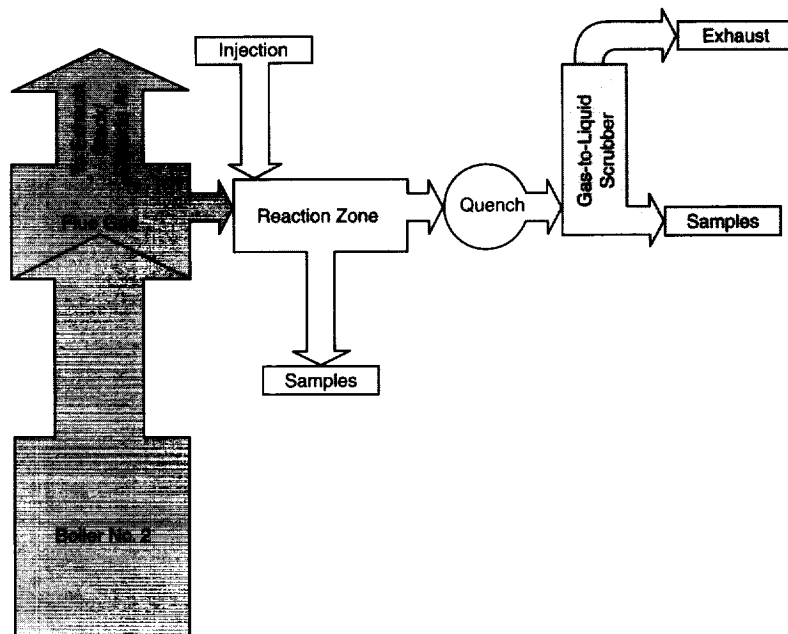 Injection
Exhaust
Gas-to-Liquid
Scrubber
Flue Gas
Reaction Zone
Quench
Samples
Samples
Boiler No. 2